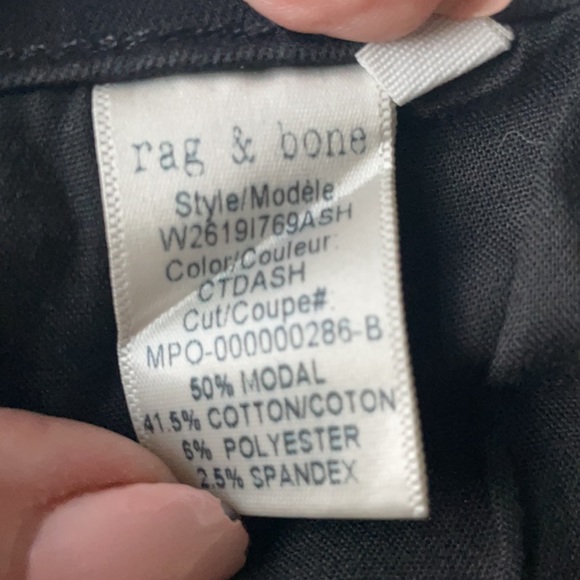 rag & bone
Style/Modèle
W2619I769ASH
Color/Couleur:
CTDASH
Cut/Coupe#:
MPO-000000286-B
50% MODAL
41.5% COTTON/COTON
6% POLYESTER
2.5% SPANDEX